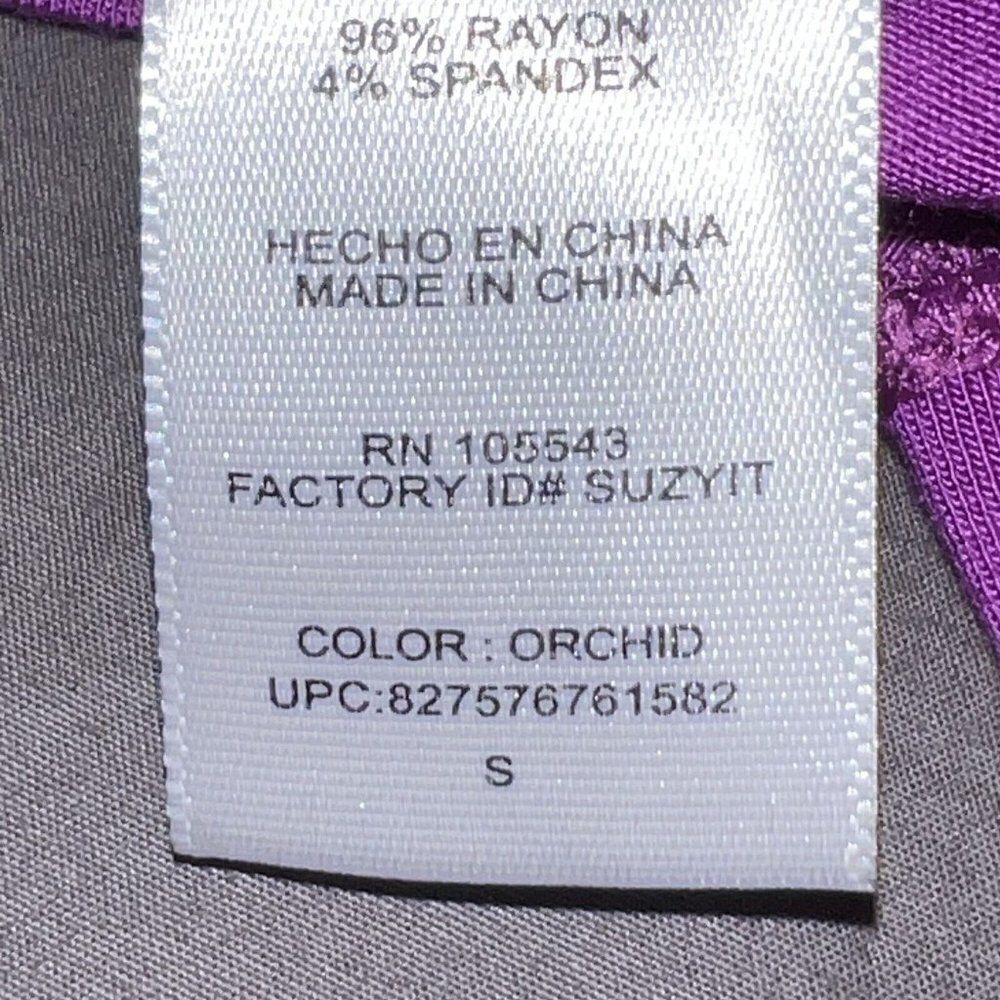 96% RAYON
4% SPANDEX
HECHO EN CHINA
MADE IN CHINA
RN 105543
FACTORY ID# SUZYIT
COLOR : ORCHID
UPC:827576761582
S